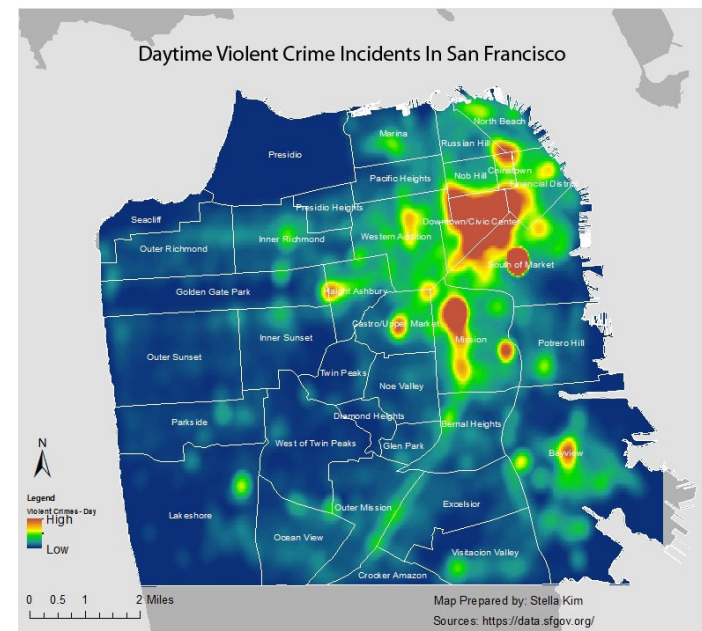 Daytime Violent Crime Incidents In San Francisco
North Beach
Marina
Russian Hill
Presidio
Chinatown
Nob Hill
Pacific Heights
Financial District
Presidio Heights
Seacliff
Downtown/Civic Center
Western Addition
Inner Richmond
Outer Richmond
South of Market
Golden Gate Park
Haight Ashbury
Castro/Upper Market
Inner Sunset
Mission
Potrero Hill
Outer Sunset
Twin Peaks
Noe Valley
Diamond Heights
Parkside
Bernal Heights
West of Twin Peaks
Glen Park
N
Bayview
Legend
Violent Crimes - Day
High
Low
Lakeshore
Outer Mission
Excelsior
Ocean View
Visitacion Valley
Crocker Amazon
0 0.5 1 2 Miles
Map Prepared by: Stella Kim
Sources: https://data.sfgov.org/